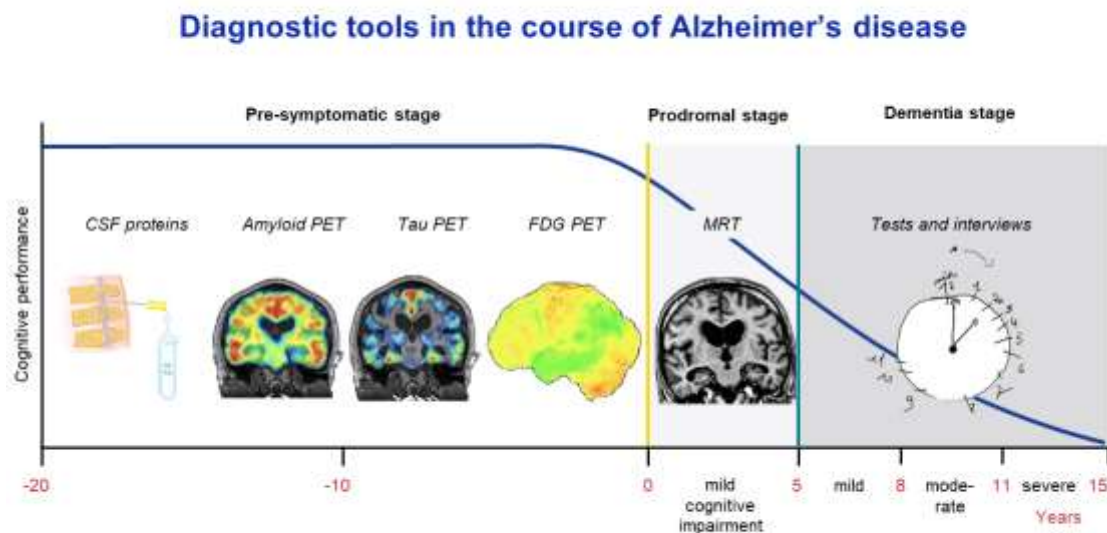 Diagnostic tools in the course of Alzheimer's disease
Pre-symptomatic stage
Prodromal stage
Dementia stage
Cognitive performance
CSF proteins
Amyloid PET
Tau PET
FDG PET
MRT
Tests and interviews
-20
-10
0
mild
cognitive
impairment
5
mild
8
mode-
rate
11
severe
15
Years